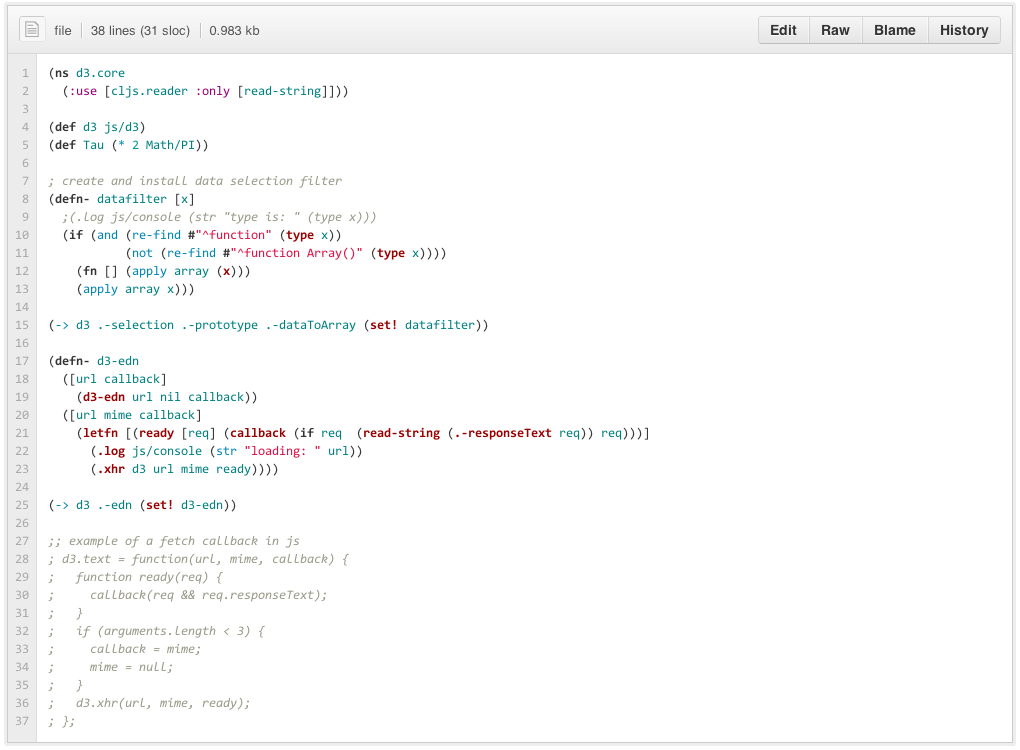 file | 38 lines (31 sloc) | 0.983 kb Edit Raw Blame History
1 (ns d3.core
2   (:use [cljs.reader :only [read-string]]))
3
4 (def d3 js/d3)
5 (def Tau (* 2 Math/PI))
6
7 ; create and install data selection filter
8 (defn- datafilter [x]
9   ;(.log js/console (str "type is: " (type x)))
10   (if (and (re-find #"^function" (type x))
11            (not (re-find #"^function Array()" (type x))))
12     (fn [] (apply array (x)))
13     (apply array x)))
14
15 (-> d3 .-selection .-prototype .-dataToArray (set! datafilter))
16
17 (defn- d3-edn
18   ([url callback]
19     (d3-edn url nil callback))
20   ([url mime callback]
21     (letfn [(ready [req] (callback (if req  (read-string (.-responseText req)) req)))]
22       (.log js/console (str "loading: " url))
23       (.xhr d3 url mime ready))))
24
25 (-> d3 .-edn (set! d3-edn))
26
27 ;; example of a fetch callback in js
28 ; d3.text = function(url, mime, callback) {
29 ;   function ready(req) {
30 ;     callback(req && req.responseText);
31 ;   }
32 ;   if (arguments.length < 3) {
33 ;     callback = mime;
34 ;     mime = null;
35 ;   }
36 ;   d3.xhr(url, mime, ready);
37 ; };